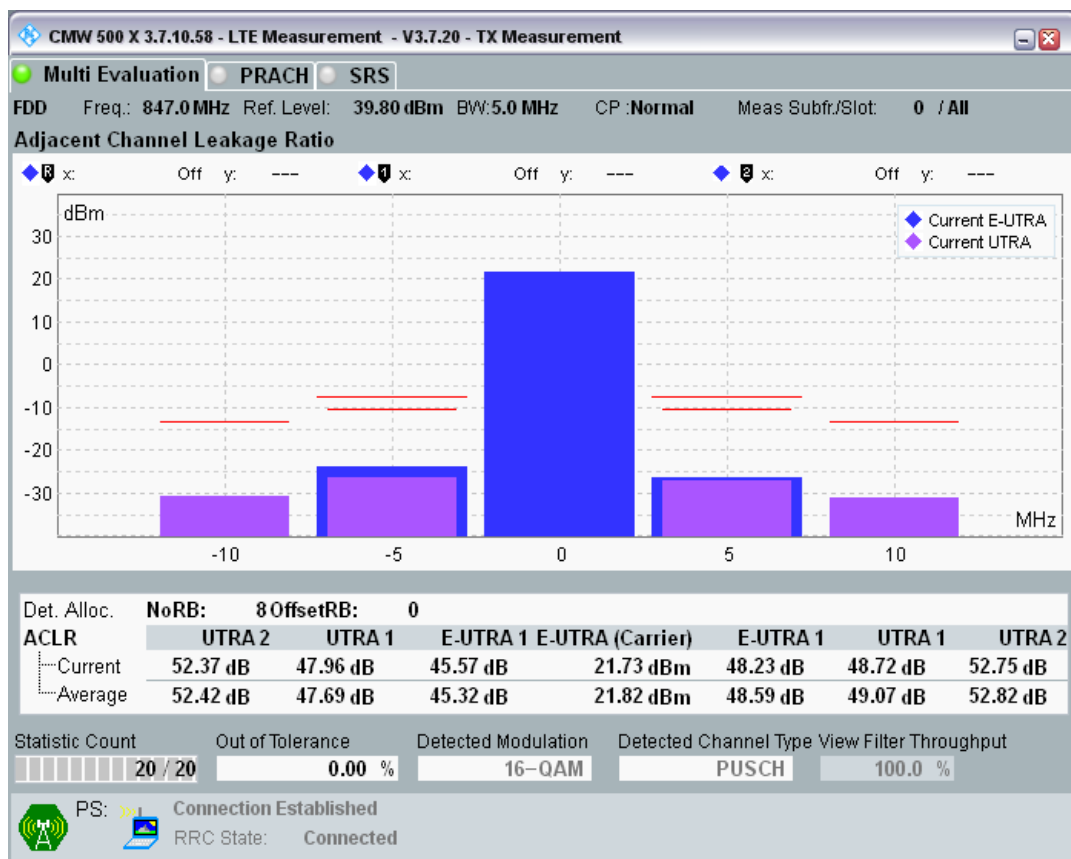 CMW 500 X 3.7.10.58 - LTE Measurement - V3.7.20 - TX Measurement
Multi Evaluation PRACH SRS
FDD Freq.: 847.0 MHz Ref. Level: 39.80 dBm BW:5.0 MHz CP :Normal Meas Subfr./Slot: 0 / All
Adjacent Channel Leakage Ratio
R x: Off y: --- 1 x: Off y: --- 2 x: Off y: ---
dBm
Current E-UTRA
Current UTRA
30
20
10
0
-10
-20
-30
MHz
-10 -5 0 5 10
Det. Alloc. NoRB: 8 OffsetRB: 0
ACLR UTRA 2 UTRA 1 E-UTRA 1 E-UTRA (Carrier) E-UTRA 1 UTRA 1 UTRA 2
Current 52.37 dB 47.96 dB 45.57 dB 21.73 dBm 48.23 dB 48.72 dB 52.75 dB
Average 52.42 dB 47.69 dB 45.32 dB 21.82 dBm 48.59 dB 49.07 dB 52.82 dB
Statistic Count Out of Tolerance Detected Modulation Detected Channel Type View Filter Throughput
20 / 20 0.00 % 16-QAM PUSCH 100.0 %
PS: Connection Established
RRC State: Connected